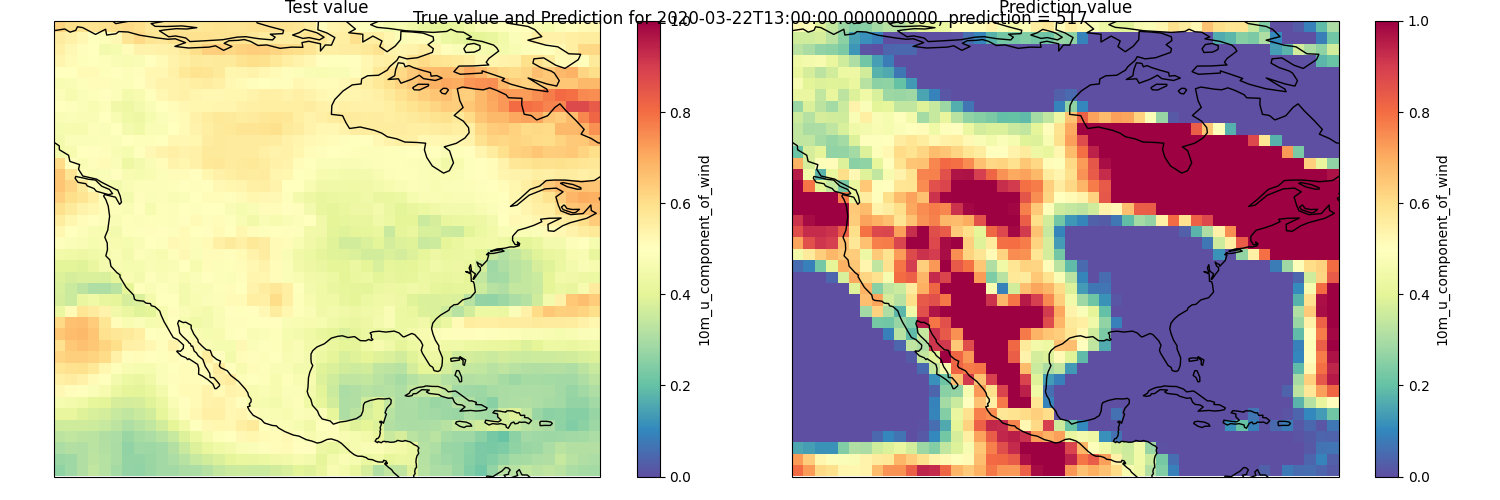 Test value
Prediction value
True value and Prediction for 2020-03-22T13:00:00.000000000, prediction = 517
1.0
0.8
0.6
0.4
0.2
0.0
10m_u_component_of_wind
1.0
0.8
0.6
0.4
0.2
0.0
10m_u_component_of_wind